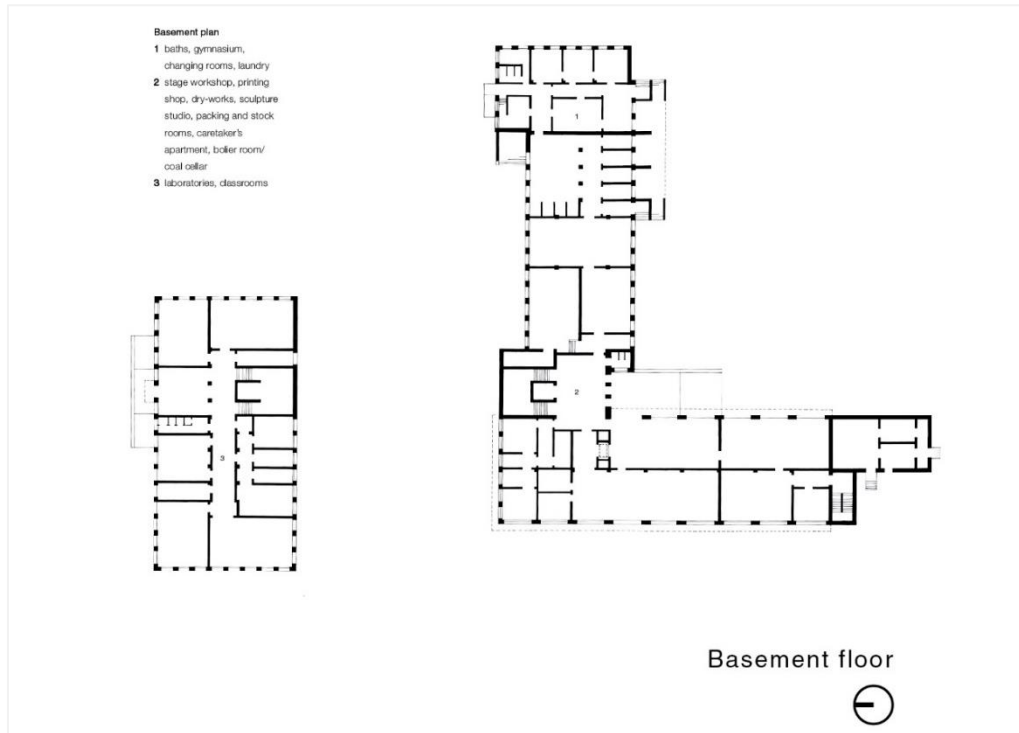 Basement plan
1 baths, gymnasium,
changing rooms, laundry
2 stage workshop, printing
shop, dry-works, sculpture
studio, packing and stock
rooms, caretaker's
apartment, bolier room/
coal cellar
3 laboratories, classrooms
1
2
3
Basement floor